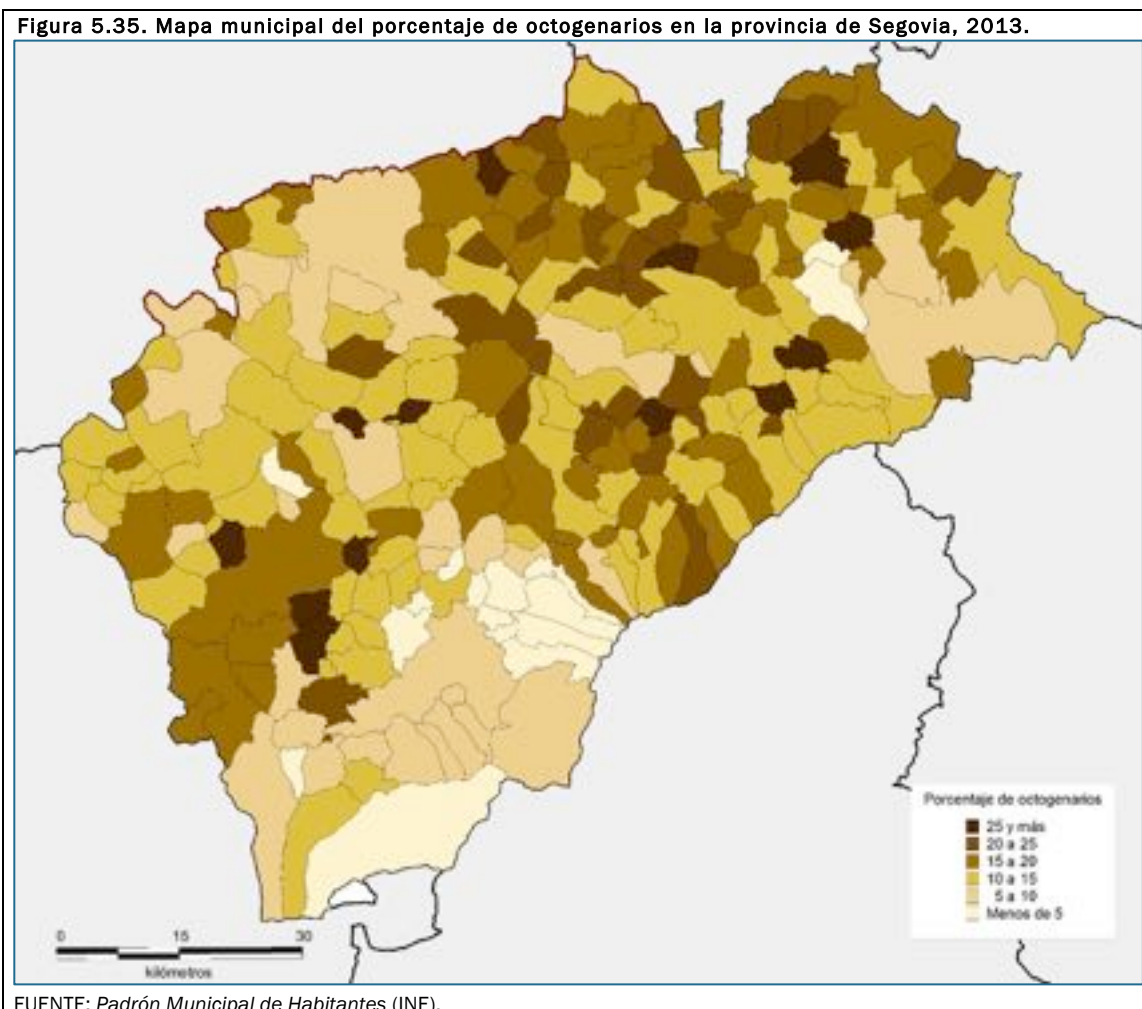 Figura 5.35. Mapa municipal del porcentaje de octogenarios en la provincia de Segovia, 2013.
Porcentaje de octogenarios
25 y más
20 a 25
15 a 20
10 a 15
5 a 10
Menos de 5
0 15 30
kilómetros
FUENTE: Padrón Municipal de Habitantes (INE).